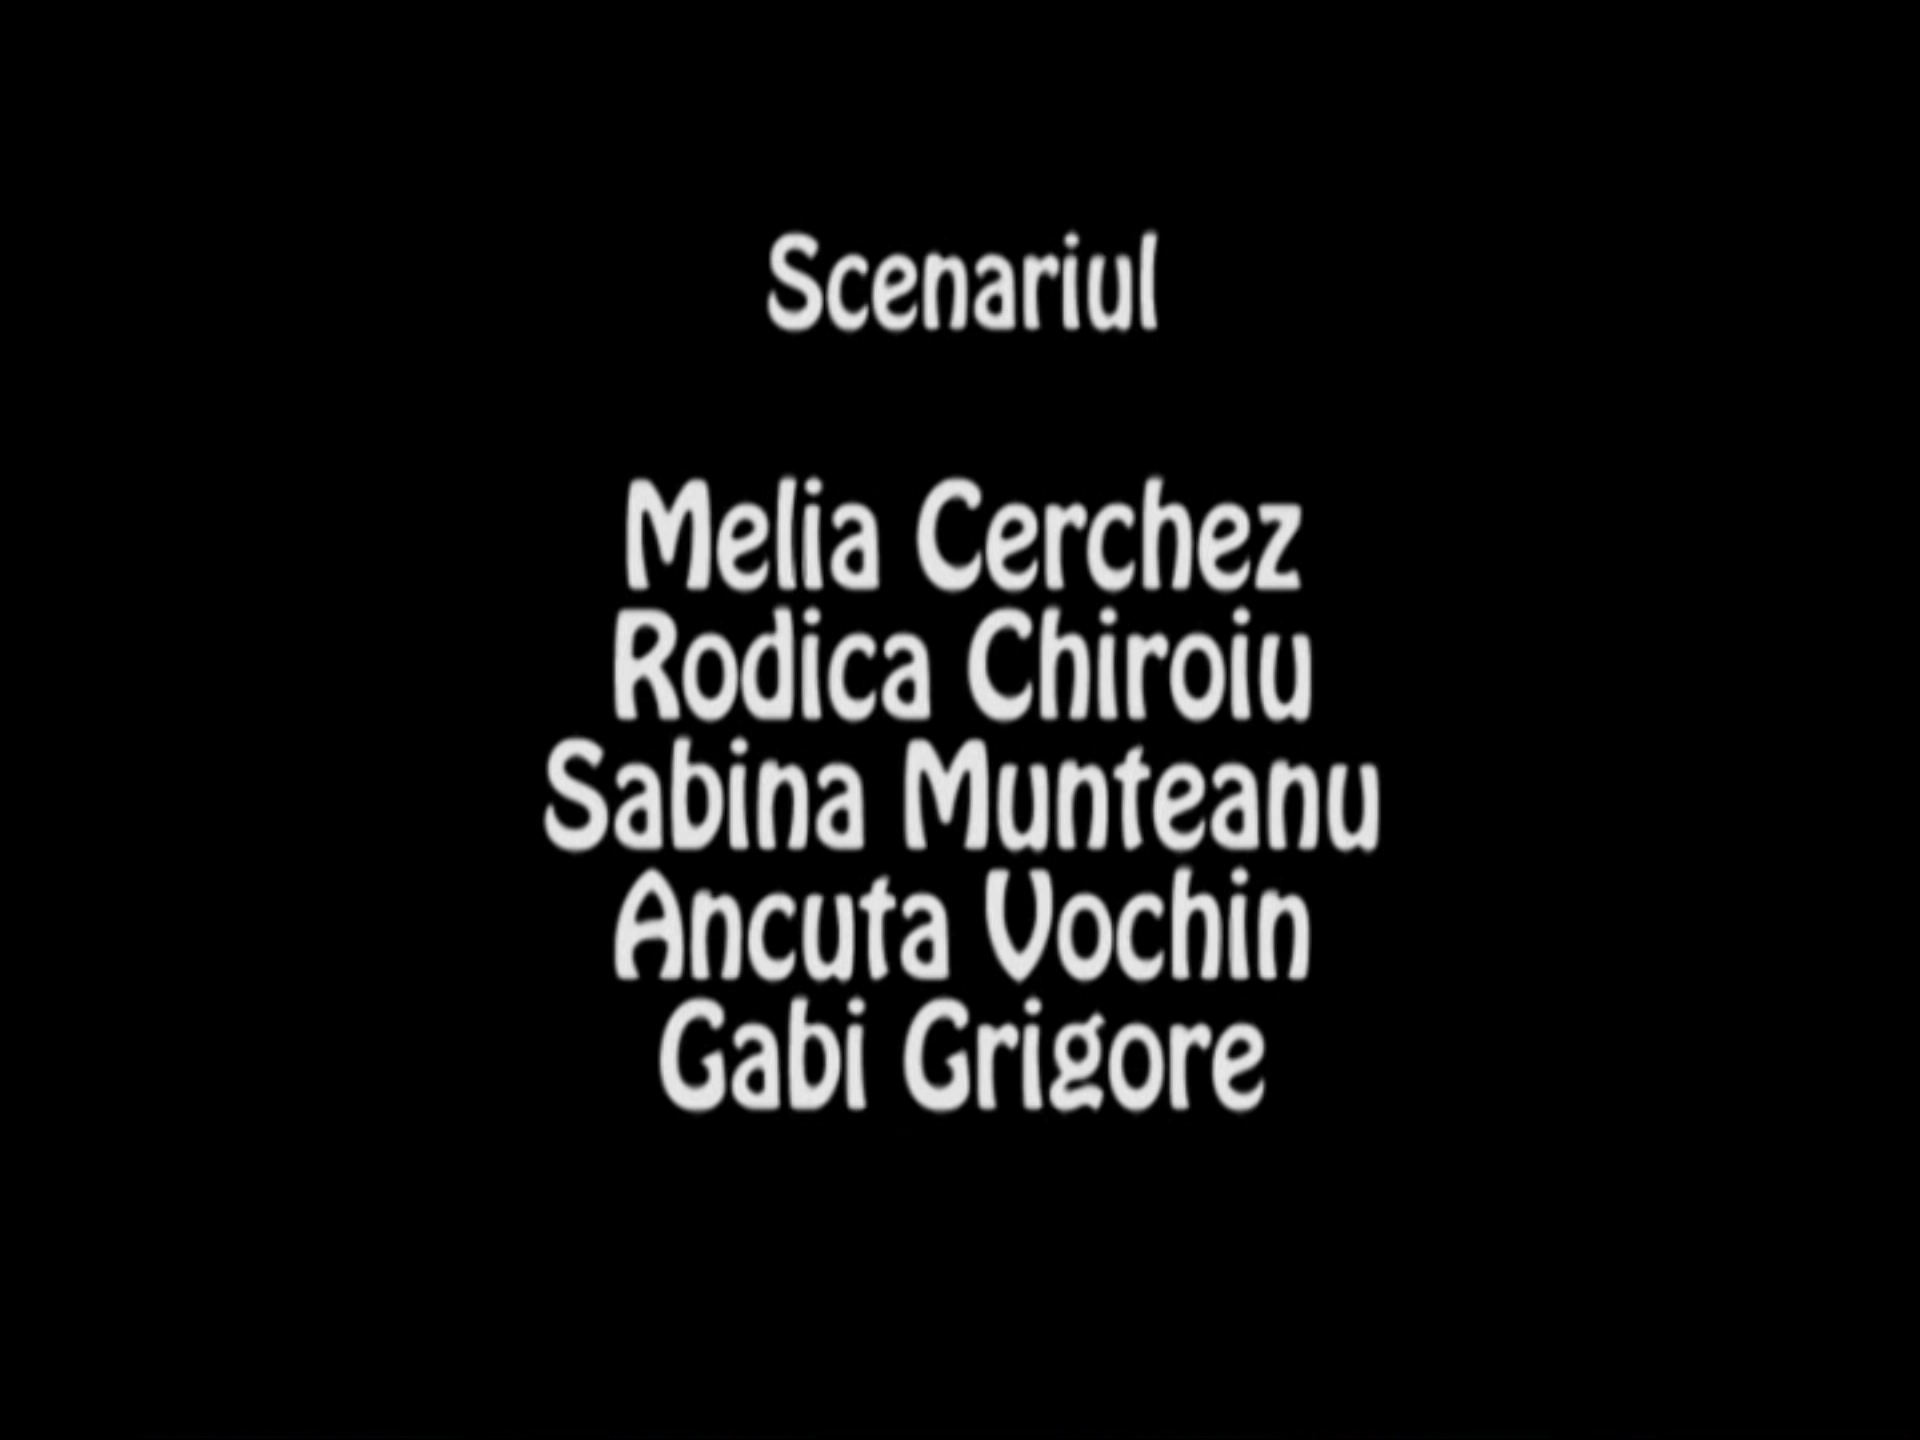 Scenariul
Melia Cerchez
Rodica Chiroiu
Sabina Munteanu
Ancuta Vochin
Gabi Grigore